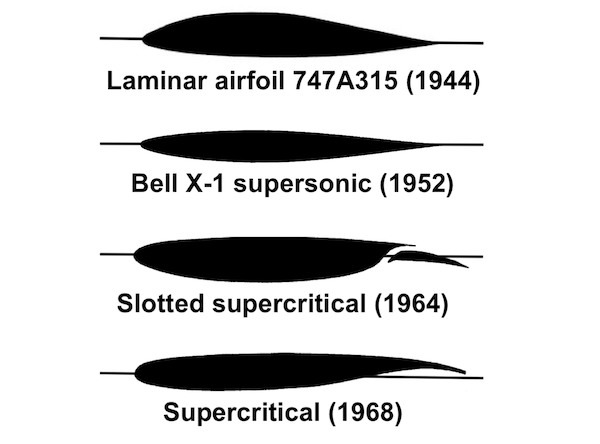 Laminar airfoil 747A315 (1944)
Bell X-1 supersonic (1952)
Slotted supercritical (1964)
Supercritical (1968)